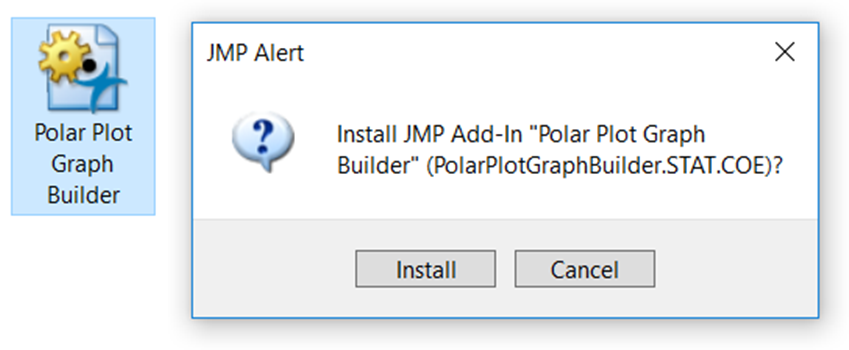 Polar Plot
Graph
Builder
JMP Alert
Install JMP Add-In "Polar Plot Graph
Builder" (PolarPlotGraphBuilder.STAT.COE)?
Install
Cancel